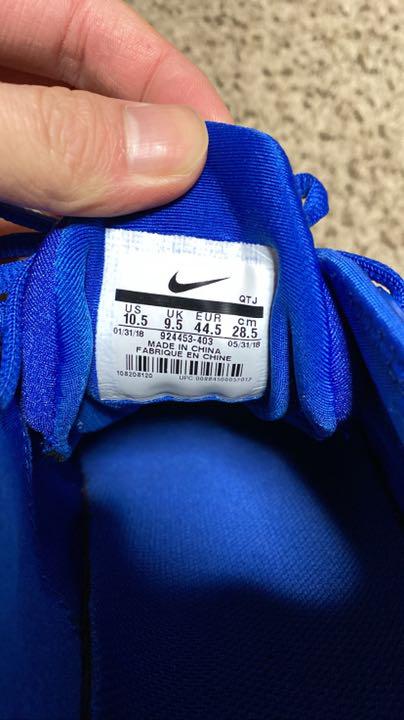 QTJ
US UK EUR cm
10.5 9.5 44.5 28.5
01/31/18 924453-403 05/31/18
MADE IN CHINA
FABRIQUE EN CHINE
108208120
UPC